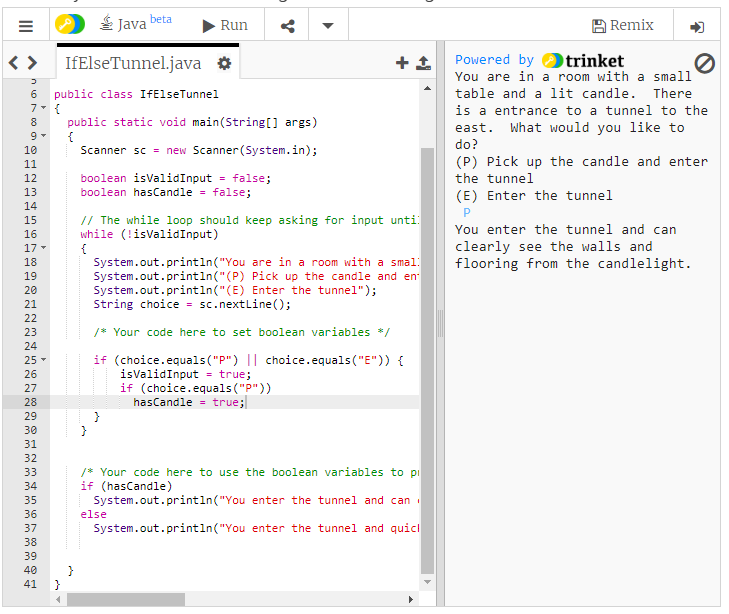 Java beta
Run
Remix
IfElseTunnel.java
5
6 public class IfElseTunnel
7 {
8 public static void main(String[] args)
9 {
10 Scanner sc = new Scanner(System.in);
11
12 boolean isValidInput = false;
13 boolean hasCandle = false;
14
15 // The while loop should keep asking for input until
16 while (!isValidInput)
17 {
18 System.out.println("You are in a room with a smal
19 System.out.println("(P) Pick up the candle and en
20 System.out.println("(E) Enter the tunnel");
21 String choice = sc.nextLine();
22
23 /* Your code here to set boolean variables */
24
25 if (choice.equals("P") || choice.equals("E")) {
26 isValidInput = true;
27 if (choice.equals("P"))
28 hasCandle = true;
29 }
30 }
31
32
33 /* Your code here to use the boolean variables to p
34 if (hasCandle)
35 System.out.println("You enter the tunnel and can
36 else
37 System.out.println("You enter the tunnel and quic
38
39
40 }
41 }
Powered by trinket
You are in a room with a small
table and a lit candle. There
is a entrance to a tunnel to the
east. What would you like to
do?
(P) Pick up the candle and enter
the tunnel
(E) Enter the tunnel
P
You enter the tunnel and can
clearly see the walls and
flooring from the candlelight.